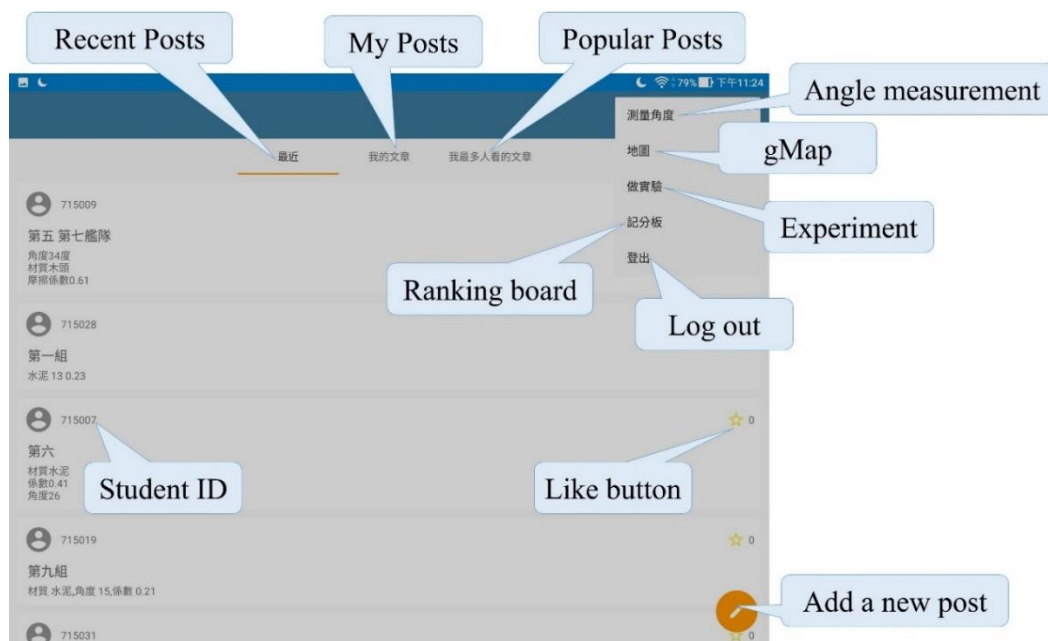 Recent Posts
My Posts
Popular Posts
79% 下午11:24
Angle measurement
測量角度
最近
我的文章
我最多人看的文章
地圖
gMap
做實驗
Experiment
715009
第五 第七艦隊
角度34度
材質木頭
摩擦係數0.61
記分板
Ranking board
登出
Log out
715028
第一組
水泥 13 0.23
715007
0
第六
材質水泥
係數0.41
角度26
Student ID
Like button
715019
0
第九組
材質 水泥,角度 15,係數 0.21
Add a new post
715031
0